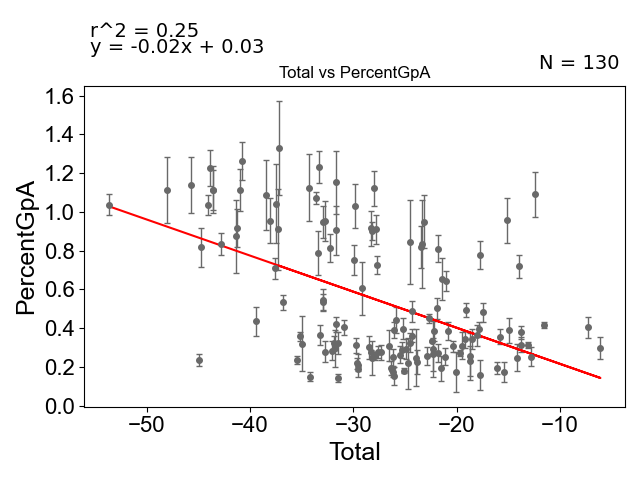 r^2 = 0.25
y = -0.02x + 0.03
N = 130
Total vs PercentGpA
PercentGpA
1.6
1.4
1.2
1.0
0.8
0.6
0.4
0.2
0.0
−50
−40
−30
−20
−10
Total